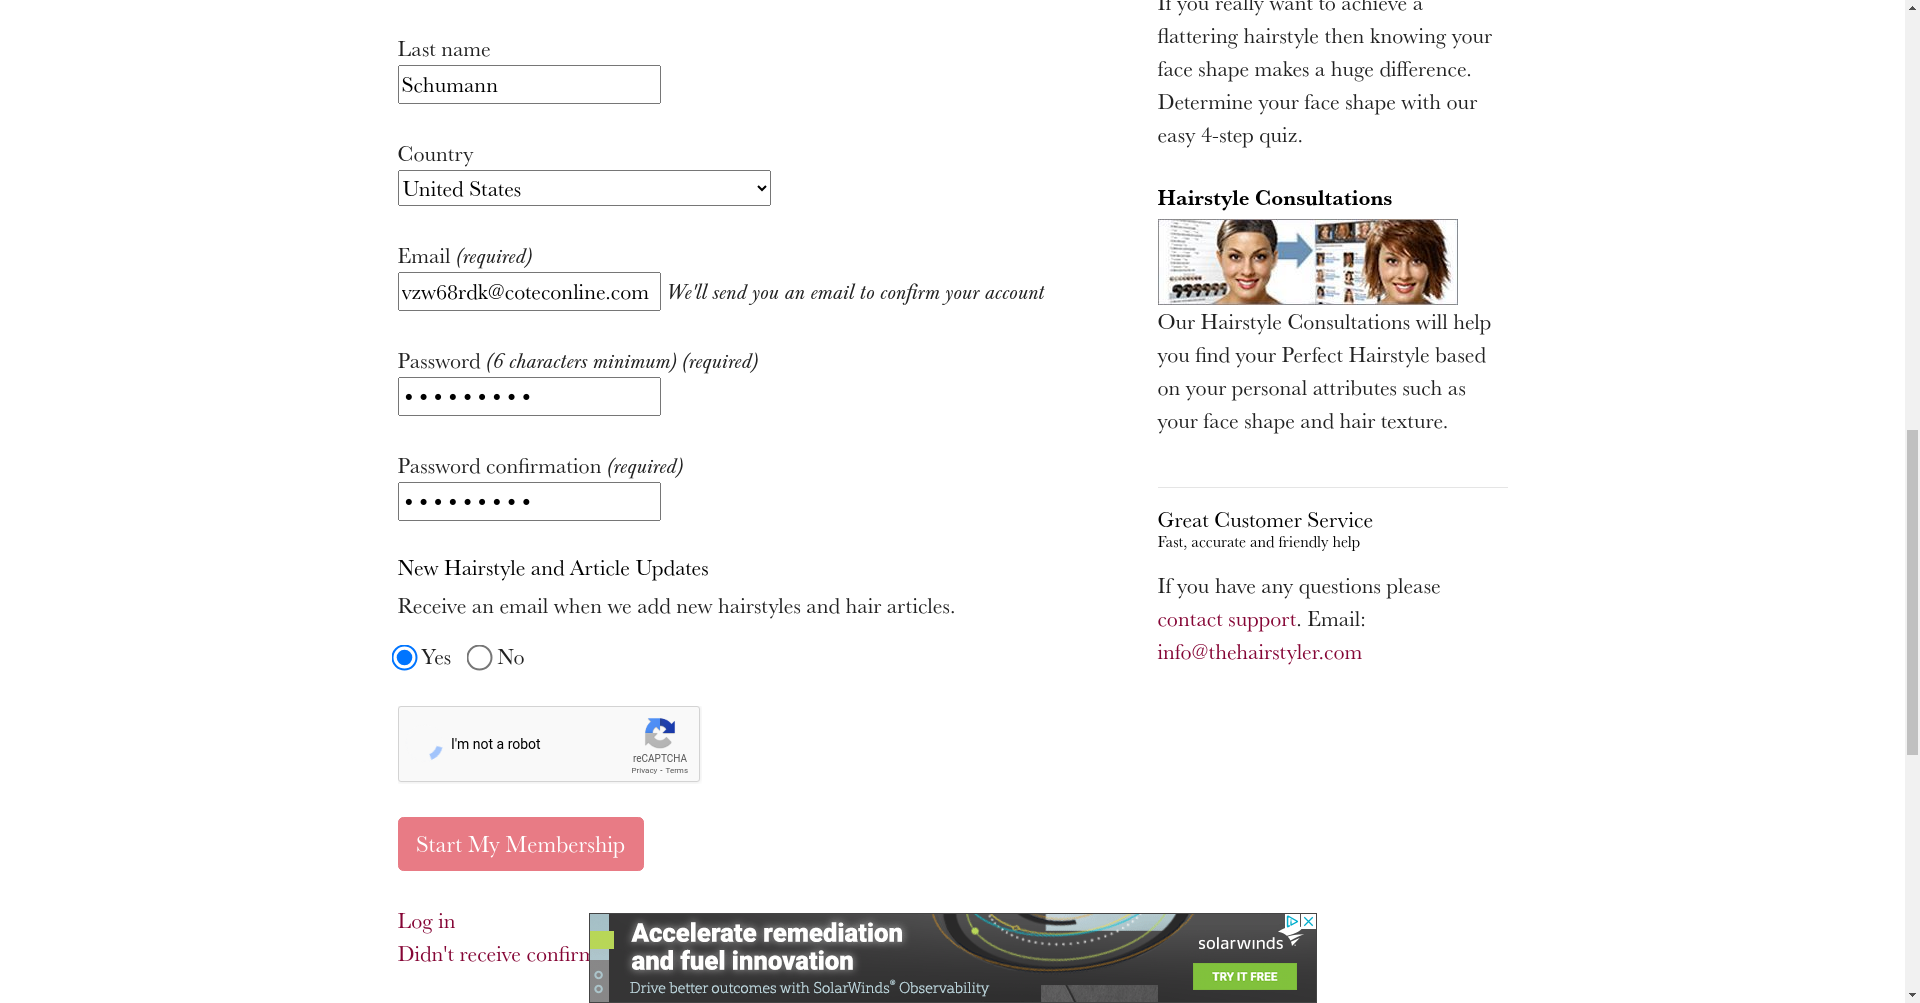 If you really want to achieve a
flattering hairstyle then knowing your
face shape makes a huge difference.
Determine your face shape with our
easy 4-step quiz.
Last name
Schumann
Country
United States
Email (required)
vzw68rdk@coteconline.com We'll send you an email to confirm your account
Password (6 characters minimum) (required)
Password confirmation (required)
New Hairstyle and Article Updates
Receive an email when we add new hairstyles and hair articles.
Yes No
I'm not a robot
reCAPTCHA
Privacy - Terms
Start My Membership
Log in
Didn't receive confirm
Hairstyle Consultations
Our Hairstyle Consultations will help
you find your Perfect Hairstyle based
on your personal attributes such as
your face shape and hair texture.
Great Customer Service
Fast, accurate and friendly help
If you have any questions please
contact support. Email:
info@thehairstyler.com
Accelerate remediation
and fuel innovation
Drive better outcomes with SolarWinds® Observability
solarwinds
TRY IT FREE